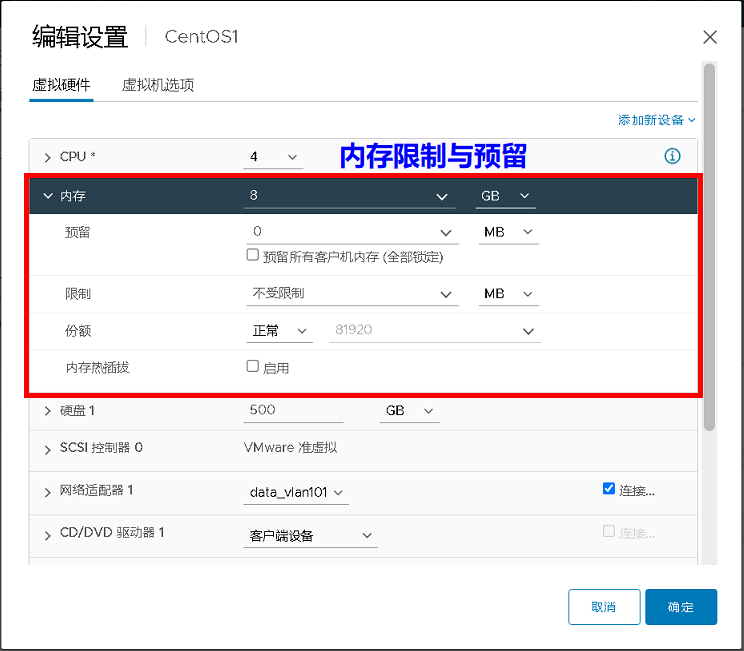 编辑设置 CentOS1
虚拟硬件 虚拟机选项
添加新设备
CPU * 4 内存限制与预留
内存 8 GB
预留 0 MB
预留所有客户机内存 (全部锁定)
限制 不受限制 MB
份额 正常 81920
内存热插拔 启用
硬盘 1 500 GB
SCSI 控制器 0 VMware 准虚拟
网络适配器 1 data_vlan101 连接...
CD/DVD 驱动器 1 客户端设备 连接...
取消 确定